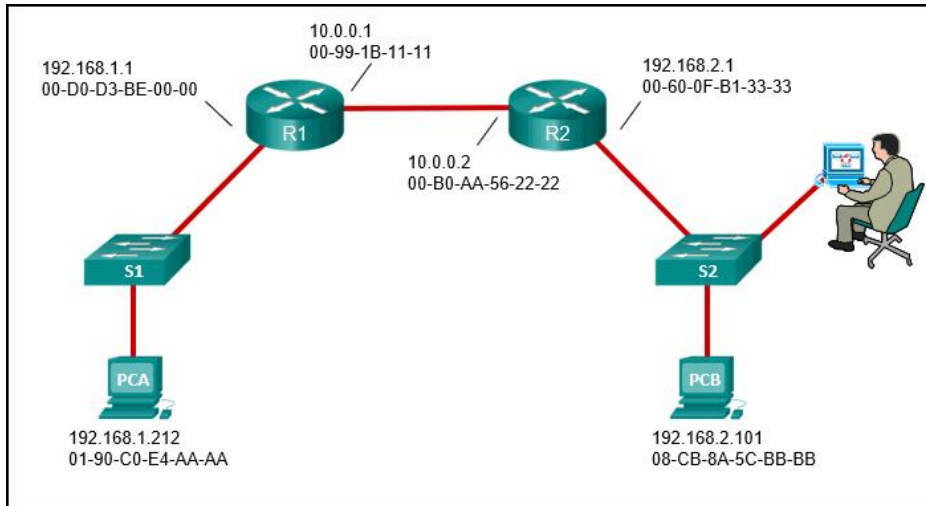 10.0.0.1
00-99-1B-11-11
192.168.1.1
00-D0-D3-BE-00-00
192.168.2.1
00-60-0F-B1-33-33
R1
R2
10.0.0.2
00-B0-AA-56-22-22
S1
S2
PCA
PCB
192.168.1.212
01-90-C0-E4-AA-AA
192.168.2.101
08-CB-8A-5C-BB-BB